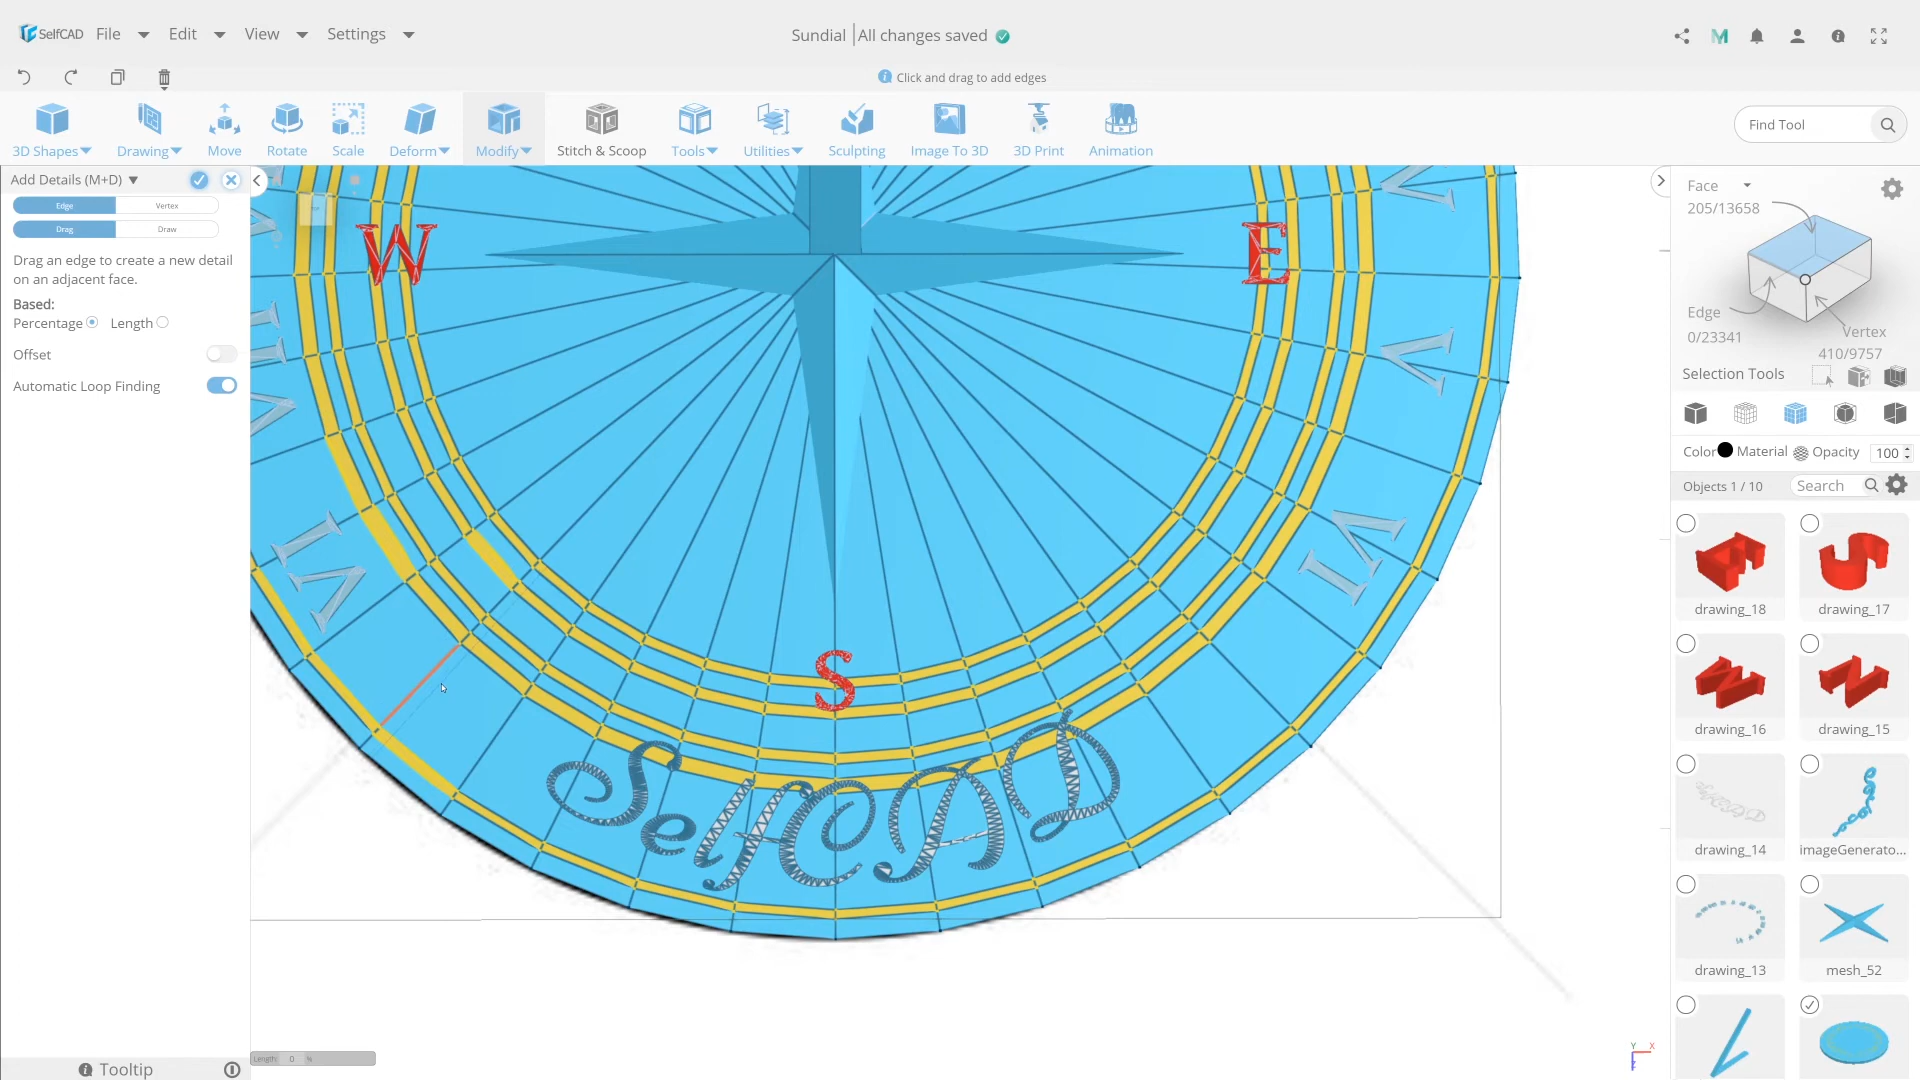 SelfCAD File Edit View Settings Sundial All changes saved
Click and drag to add edges
3D Shapes Drawing Move Rotate Scale Deform Modify Stitch & Scoop Tools Utilities Sculpting Image To 3D 3D Print Animation Find Tool
Add Details (M+D)
Edge Vertex
Drag Draw
Drag an edge to create a new detail
on an adjacent face.
Based:
Percentage Length
Offset
Automatic Loop Finding
Tooltip
Length: 0 %
W E
S
SelfCAD
VI
IV
Y X
Face
205/13658
Edge
0/23341
Vertex
410/9757
Selection Tools
Color Material Opacity 100
Objects 1 / 10 Search
drawing_18 drawing_17
drawing_16 drawing_15
drawing_14 imageGenerato...
drawing_13 mesh_52